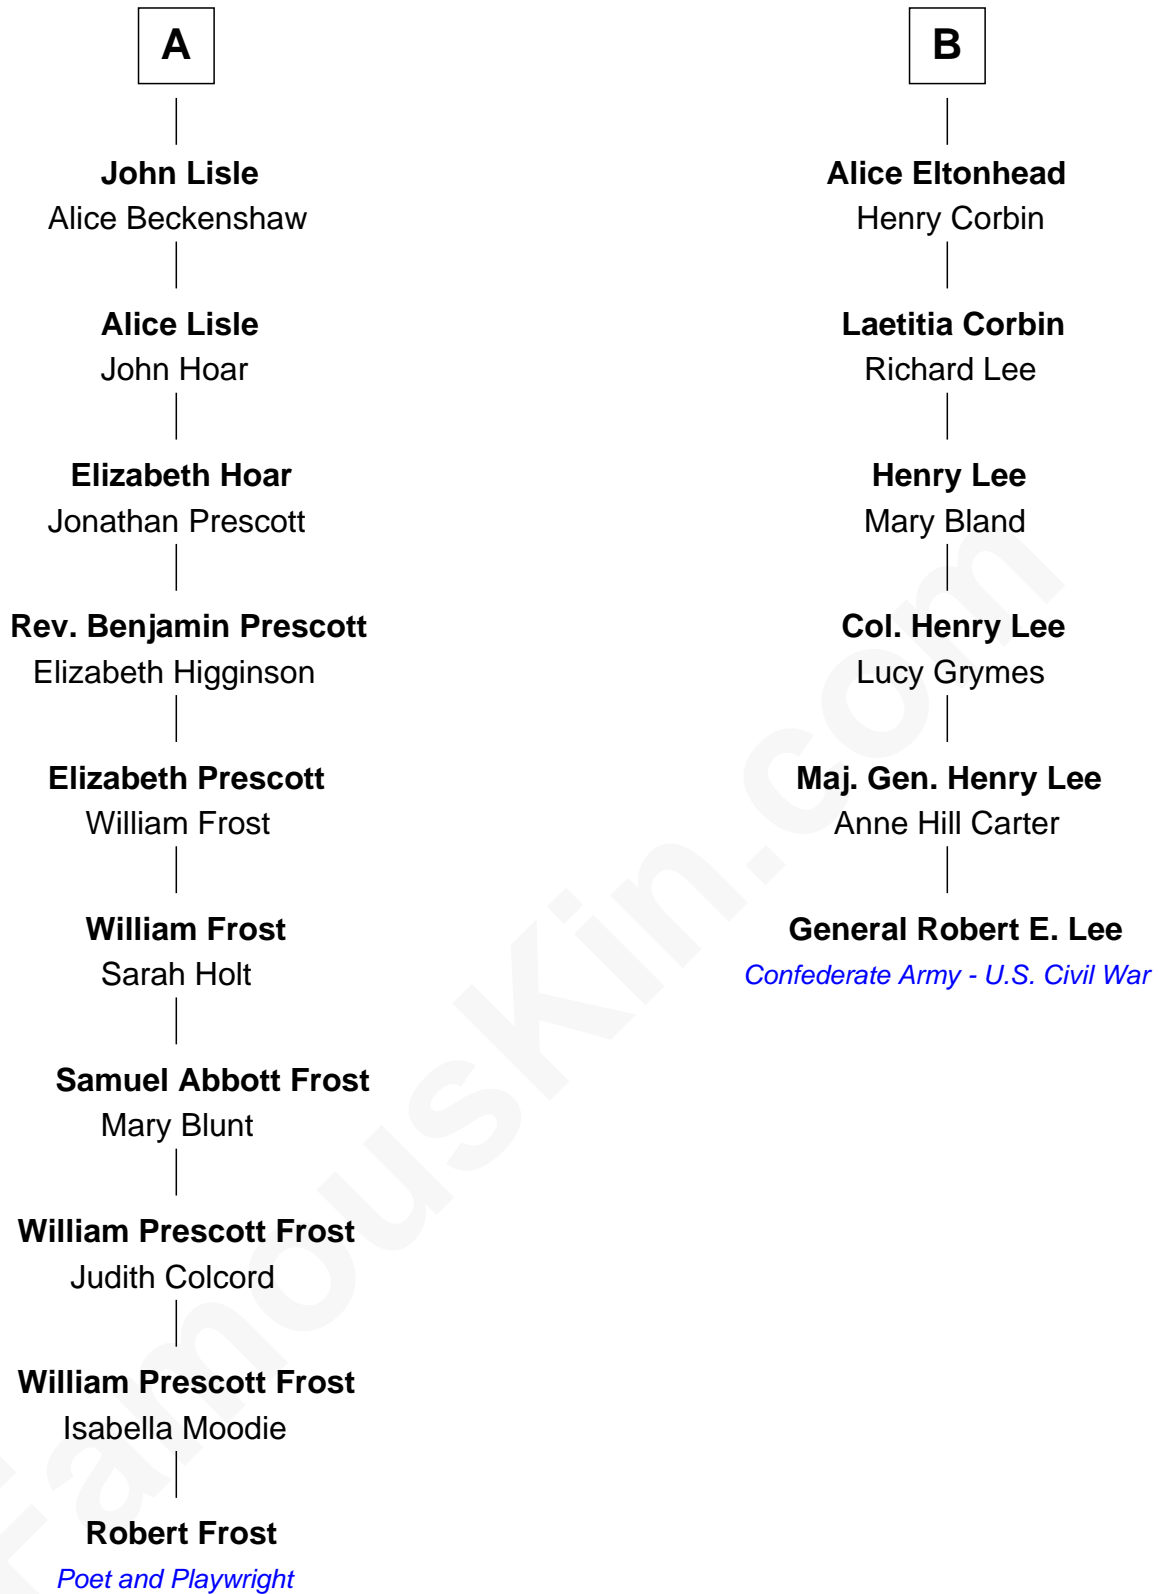 A
John Lisle
Alice Beckenshaw
Alice Lisle
John Hoar
Elizabeth Hoar
Jonathan Prescott
Rev. Benjamin Prescott
Elizabeth Higginson
Elizabeth Prescott
William Frost
William Frost
Sarah Holt
Samuel Abbott Frost
Mary Blunt
William Prescott Frost
Judith Colcord
William Prescott Frost
Isabella Moodie
Robert Frost
Poet and Playwright
B
Alice Eltonhead
Henry Corbin
Laetitia Corbin
Richard Lee
Henry Lee
Mary Bland
Col. Henry Lee
Lucy Grymes
Maj. Gen. Henry Lee
Anne Hill Carter
General Robert E. Lee
Confederate Army - U.S. Civil War
FamousKin.com